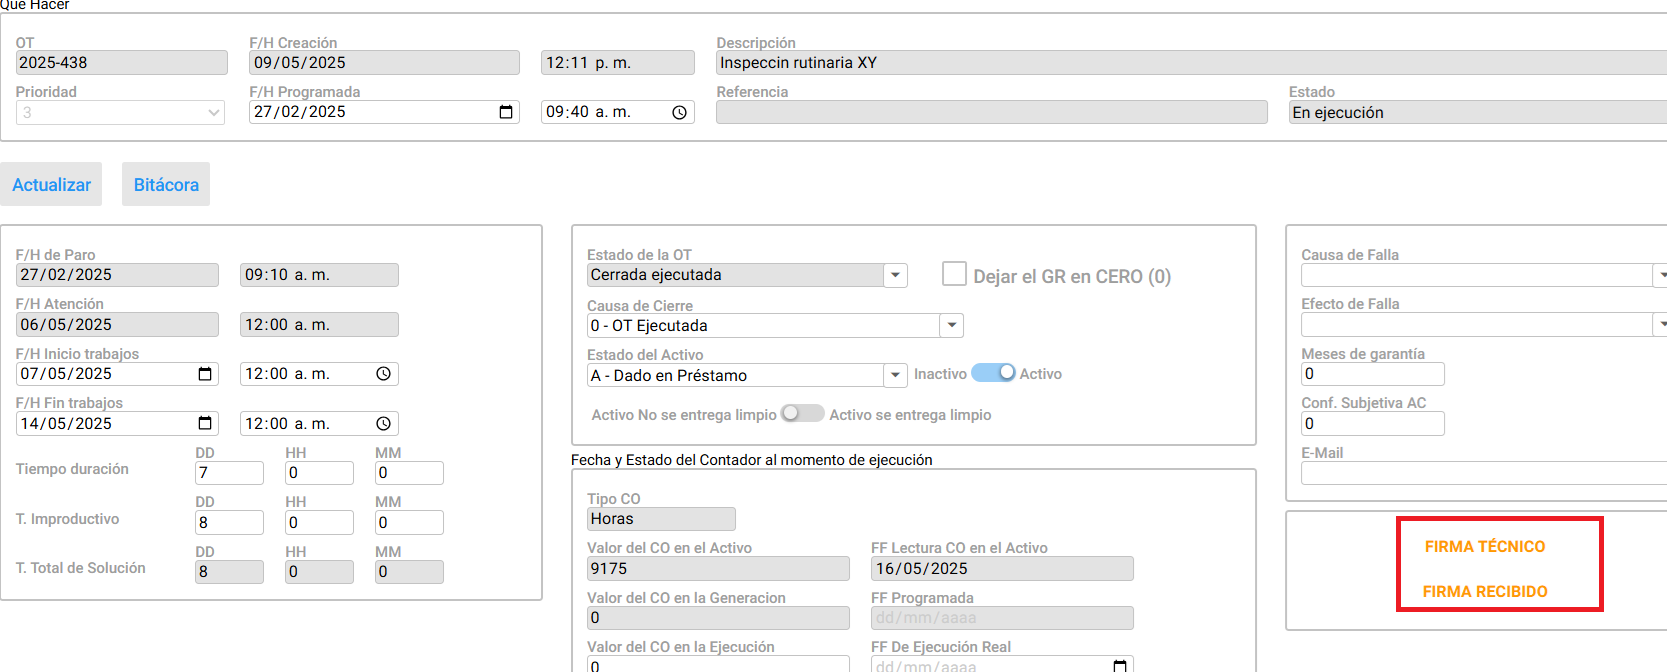 Que Hacer
OT
F/H Creación
Descripción
2025-438
09/05/2025
12:11 p. m.
Inspeccin rutinaria XY
Prioridad
F/H Programada
Referencia
Estado
3
27/02/2025
09:40 a. m.
En ejecución
Actualizar
Bitácora
F/H de Paro
27/02/2025
09:10 a. m.
F/H Atención
06/05/2025
12:00 a. m.
F/H Inicio trabajos
07/05/2025
12:00 a. m.
F/H Fin trabajos
14/05/2025
12:00 a. m.
DD
HH
MM
Tiempo duración
7
0
0
DD
HH
MM
T. Improductivo
8
0
0
DD
HH
MM
T. Total de Solución
8
0
0
Estado de la OT
Cerrada ejecutada
Dejar el GR en CERO (0)
Causa de Cierre
0 - OT Ejecutada
Estado del Activo
A - Dado en Préstamo
Inactivo
Activo
Activo No se entrega limpio
Activo se entrega limpio
Fecha y Estado del Contador al momento de ejecución
Tipo CO
Horas
Valor del CO en el Activo
FF Lectura CO en el Activo
9175
16/05/2025
Valor del CO en la Generacion
FF Programada
0
dd/mm/aaaa
Valor del CO en la Ejecución
FF De Ejecución Real
0
dd/mm/aaaa
Causa de Falla
Efecto de Falla
Meses de garantía
0
Conf. Subjetiva AC
0
E-Mail
FIRMA TÉCNICO
FIRMA RECIBIDO